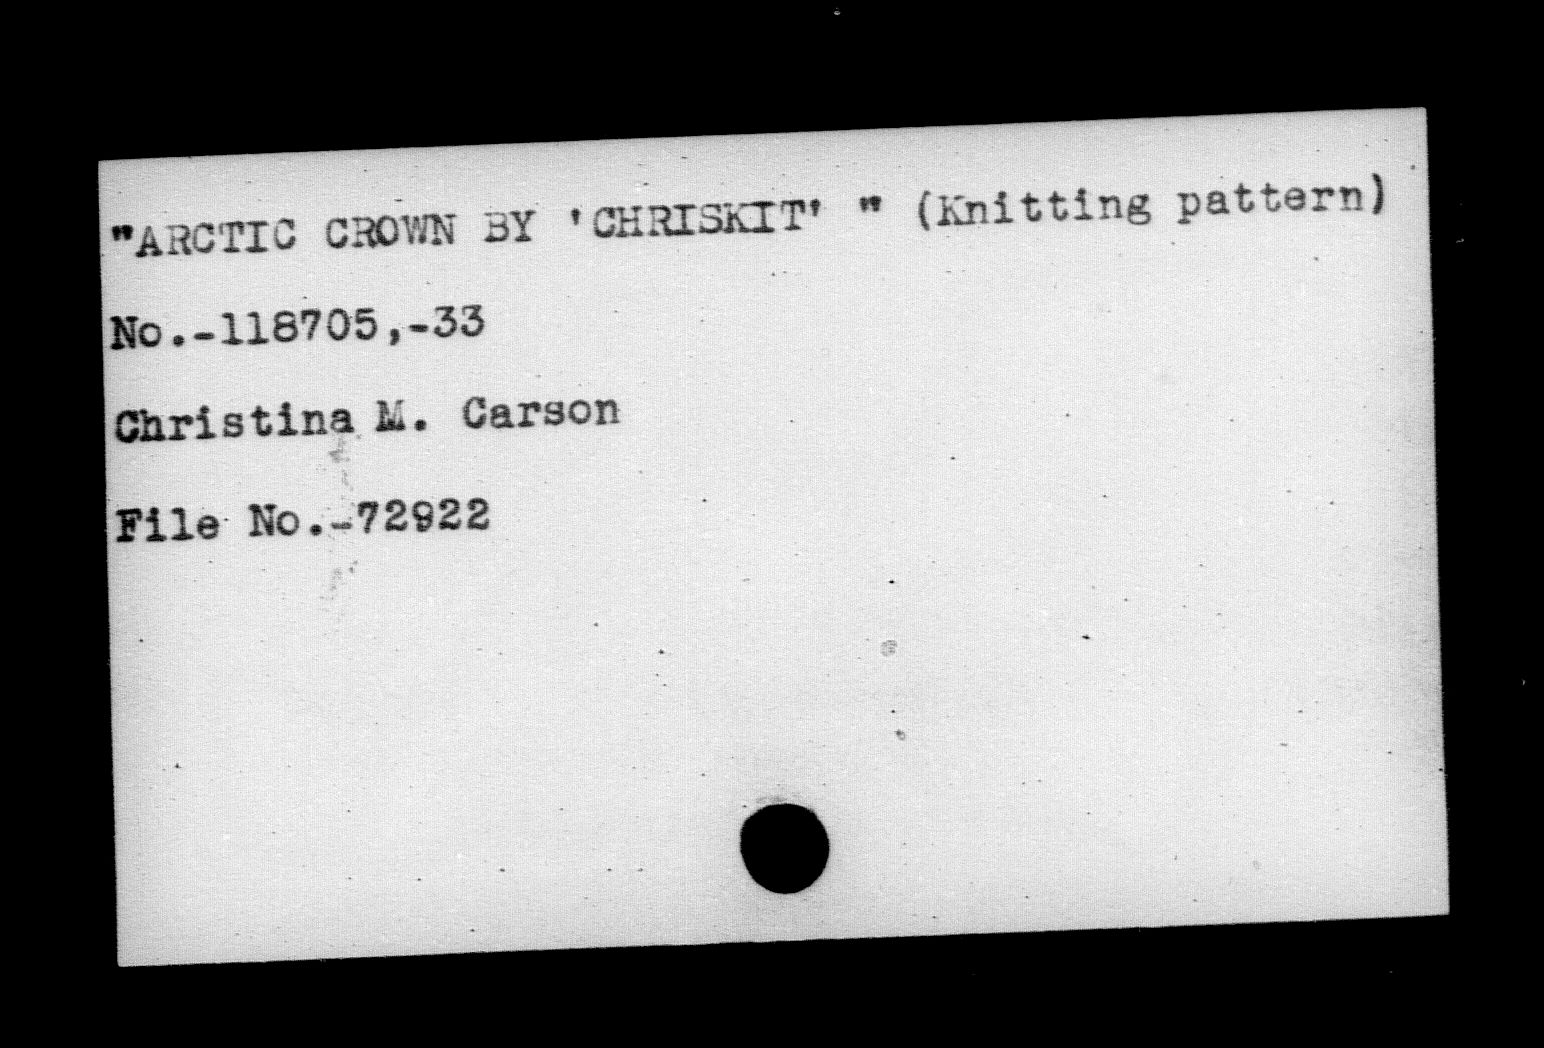 "ARCTIC CROWN BY 'CHRISKIT' " (Knitting pattern)
No.-118705,-33
Christina M. Carson
File No.-72922